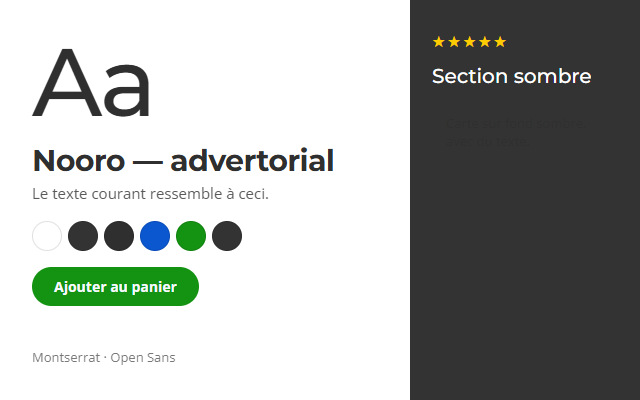 Aa
Nooro — advertorial
Le texte courant ressemble à ceci.
Ajouter au panier
Montserrat · Open Sans
★★★★★
Section sombre